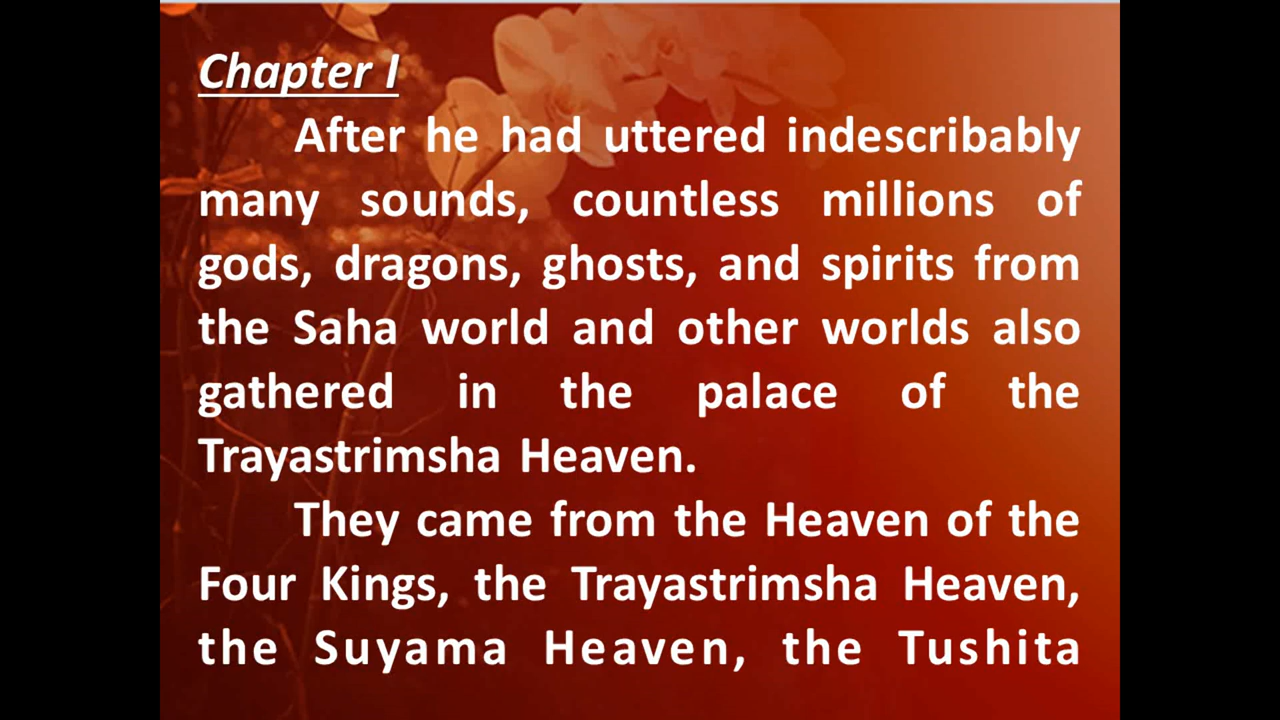 Chapter I
After he had uttered indescribably
many sounds, countless millions of
gods, dragons, ghosts, and spirits from
the Saha world and other worlds also
gathered in the palace of the
Trayastrimsha Heaven.
They came from the Heaven of the
Four Kings, the Trayastrimsha Heaven,
the Suyama Heaven, the Tushita